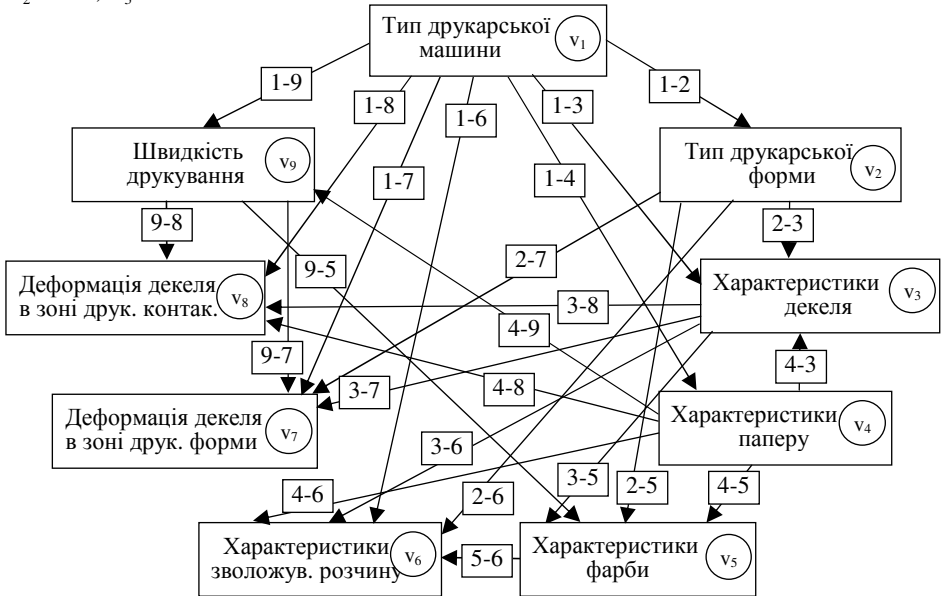 Тип друкарської
машини
v1
1-9
1-8
1-6
1-3
1-2
Швидкість
друкування
v9
1-7
1-4
Тип друкарської
форми
v2
9-8
2-3
Деформація декеля
в зоні друк. контак.
v8
2-7
9-5
Характеристики
декеля
v3
3-8
4-9
9-7
3-7
4-8
4-3
Деформація декеля
в зоні друк. форми
v7
Характеристики
паперу
v4
3-6
4-6
2-6
3-5
2-5
4-5
Характеристики
зволожув. розчину
v6
5-6
Характеристики
фарби
v5